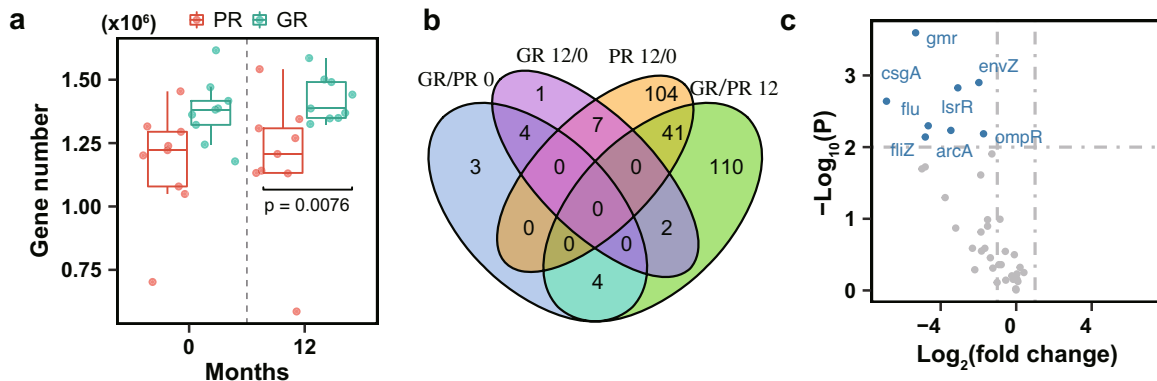 a
(x10⁶)
PR GR
1.50
1.25
1.00
0.75
Gene number
p = 0.0076
0 12
Months
b
GR/PR 0
GR 12/0
PR 12/0
GR/PR 12
1 104
4 7 41
3 0 0 110
0 0 2
0 0 0
4
c
gmr
csgA
envZ
flu
lsrR
fliZ
arcA
ompR
3
2
1
0
−Log₁₀(P)
−4 0 4
Log₂(fold change)